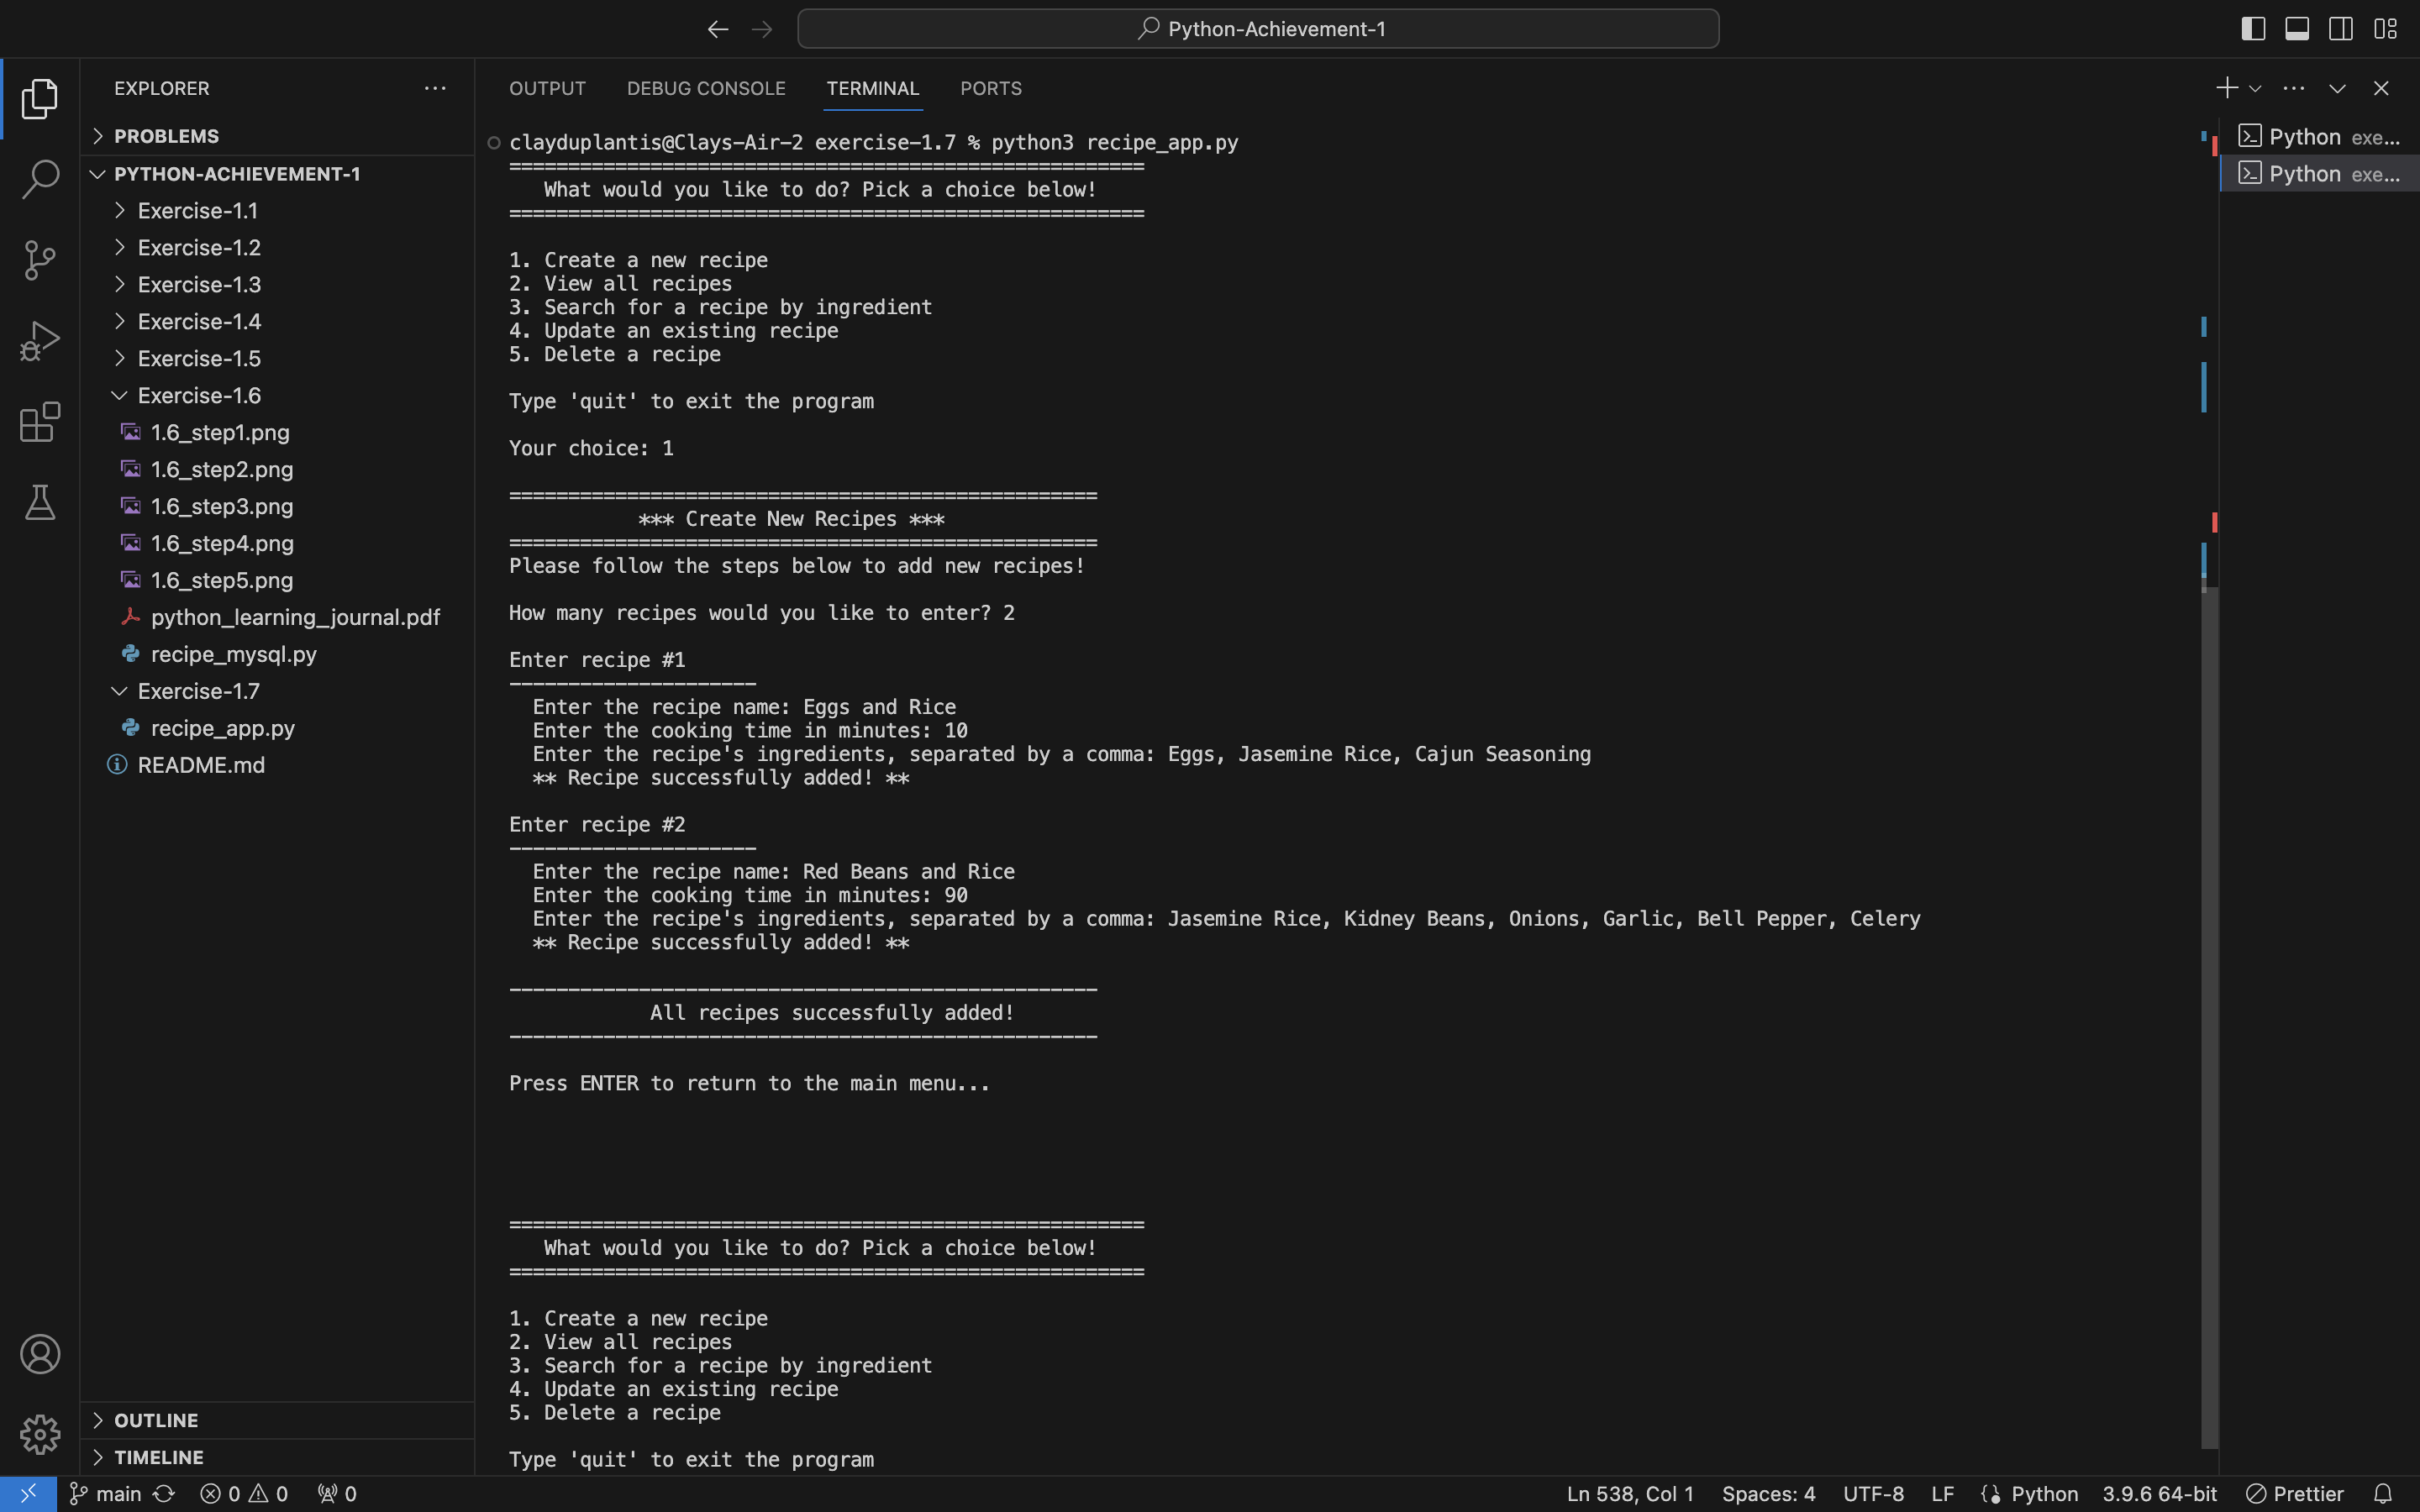 Python-Achievement-1
EXPLORER
PROBLEMS
PYTHON-ACHIEVEMENT-1
Exercise-1.1
Exercise-1.2
Exercise-1.3
Exercise-1.4
Exercise-1.5
Exercise-1.6
1.6_step1.png
1.6_step2.png
1.6_step3.png
1.6_step4.png
1.6_step5.png
python_learning_journal.pdf
recipe_mysql.py
Exercise-1.7
recipe_app.py
README.md
OUTLINE
TIMELINE
OUTPUT DEBUG CONSOLE TERMINAL PORTS
clayduplantis@Clays-Air-2 exercise-1.7 % python3 recipe_app.py
======================================================
What would you like to do? Pick a choice below!
======================================================
1. Create a new recipe
2. View all recipes
3. Search for a recipe by ingredient
4. Update an existing recipe
5. Delete a recipe
Type 'quit' to exit the program
Your choice: 1
==================================================
*** Create New Recipes ***
==================================================
Please follow the steps below to add new recipes!
How many recipes would you like to enter? 2
Enter recipe #1
---------------------
Enter the recipe name: Eggs and Rice
Enter the cooking time in minutes: 10
Enter the recipe's ingredients, separated by a comma: Eggs, Jasemine Rice, Cajun Seasoning
** Recipe successfully added! **
Enter recipe #2
---------------------
Enter the recipe name: Red Beans and Rice
Enter the cooking time in minutes: 90
Enter the recipe's ingredients, separated by a comma: Jasemine Rice, Kidney Beans, Onions, Garlic, Bell Pepper, Celery
** Recipe successfully added! **
--------------------------------------------------
All recipes successfully added!
--------------------------------------------------
Press ENTER to return to the main menu...
======================================================
What would you like to do? Pick a choice below!
======================================================
1. Create a new recipe
2. View all recipes
3. Search for a recipe by ingredient
4. Update an existing recipe
5. Delete a recipe
Type 'quit' to exit the program
Python exe...
Python exe...
main 0 0 0
Ln 538, Col 1 Spaces: 4 UTF-8 LF Python 3.9.6 64-bit Prettier